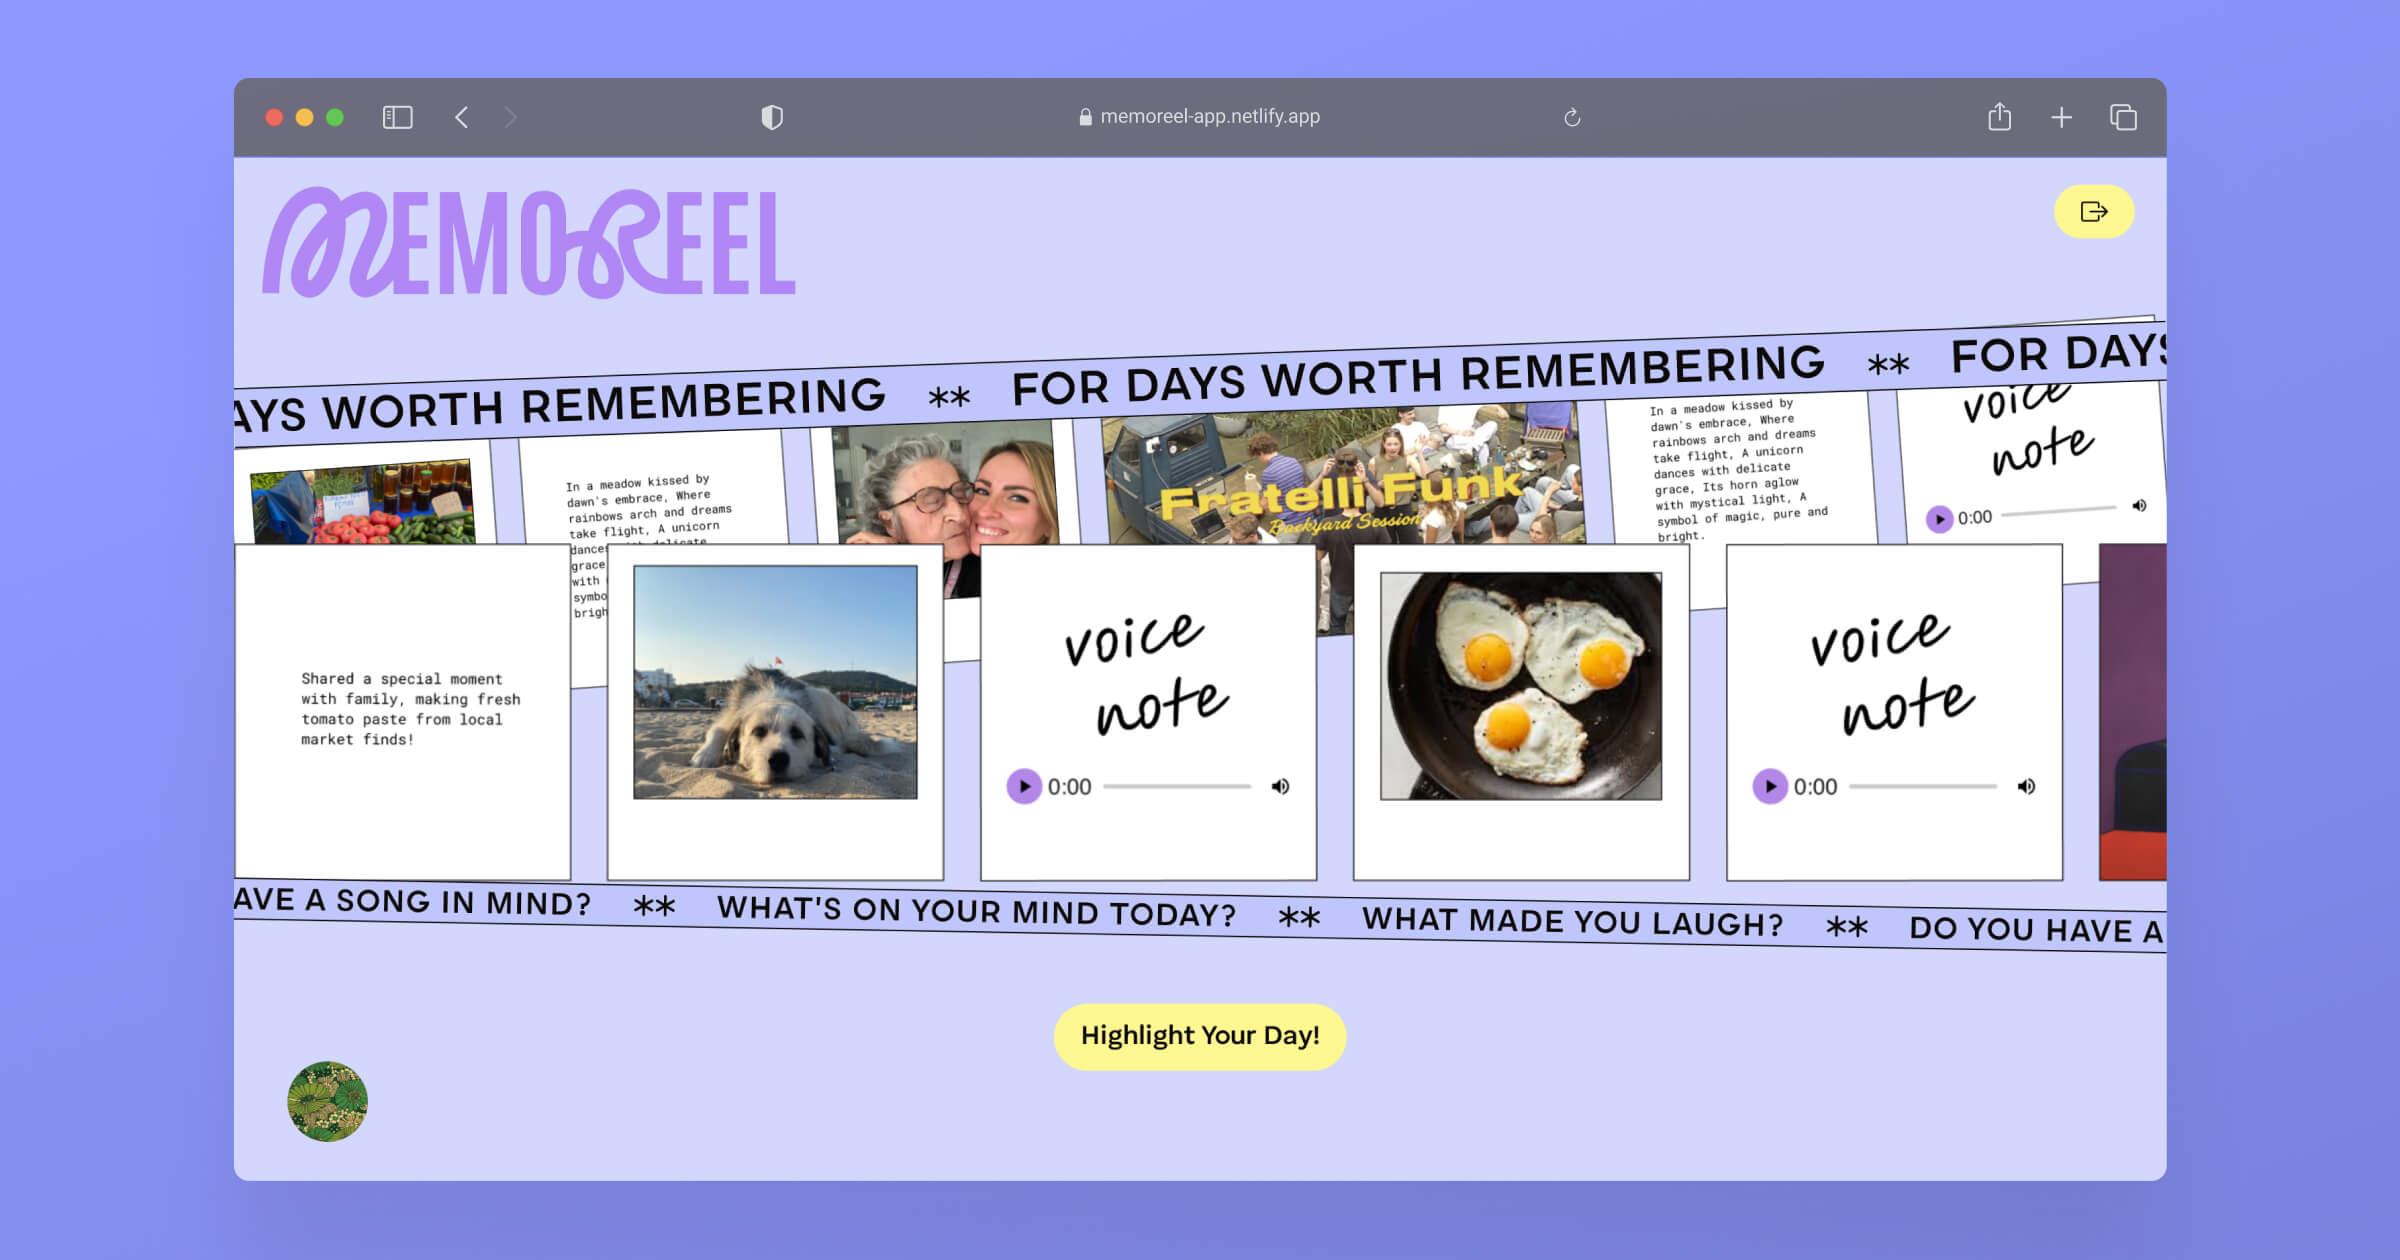 memoreel-app.netlify.app
MEMOREEL
AYS WORTH REMEMBERING ** FOR DAYS WORTH REMEMBERING ** FOR DAYS
In a meadow kissed by
dawn's embrace, Where
rainbows arch and dreams
take flight, A unicorn
dances with delicate
grace
with
symbo
brigh
Fratelli Funk
Backyard Session
In a meadow kissed by
dawn's embrace, Where
rainbows arch and dreams
take flight, A unicorn
dances with delicate
grace, Its horn aglow
with mystical light, A
symbol of magic, pure and
bright.
voice
note
0:00
Shared a special moment
with family, making fresh
tomato paste from local
market finds!
voice
note
0:00
voice
note
0:00
AVE A SONG IN MIND? ** WHAT'S ON YOUR MIND TODAY? ** WHAT MADE YOU LAUGH? ** DO YOU HAVE A
Highlight Your Day!